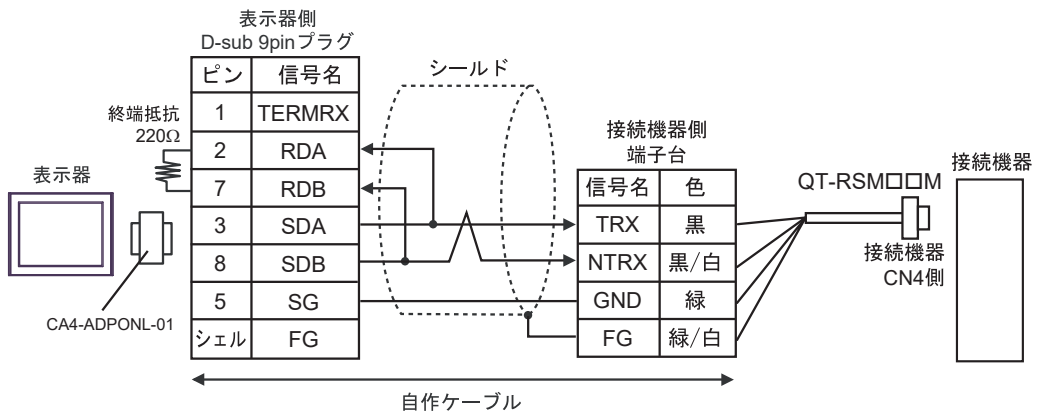 表示器側
D-sub 9pinプラグ
ピン 信号名
1 TERMRX
2 RDA
7 RDB
3 SDA
8 SDB
5 SG
シェル FG
終端抵抗
220Ω
表示器
CA4-ADPONL-01
シールド
接続機器側
端子台
信号名 色
TRX 黒
NTRX 黒/白
GND 緑
FG 緑/白
QT-RSM□□M
接続機器
CN4側
接続機器
自作ケーブル